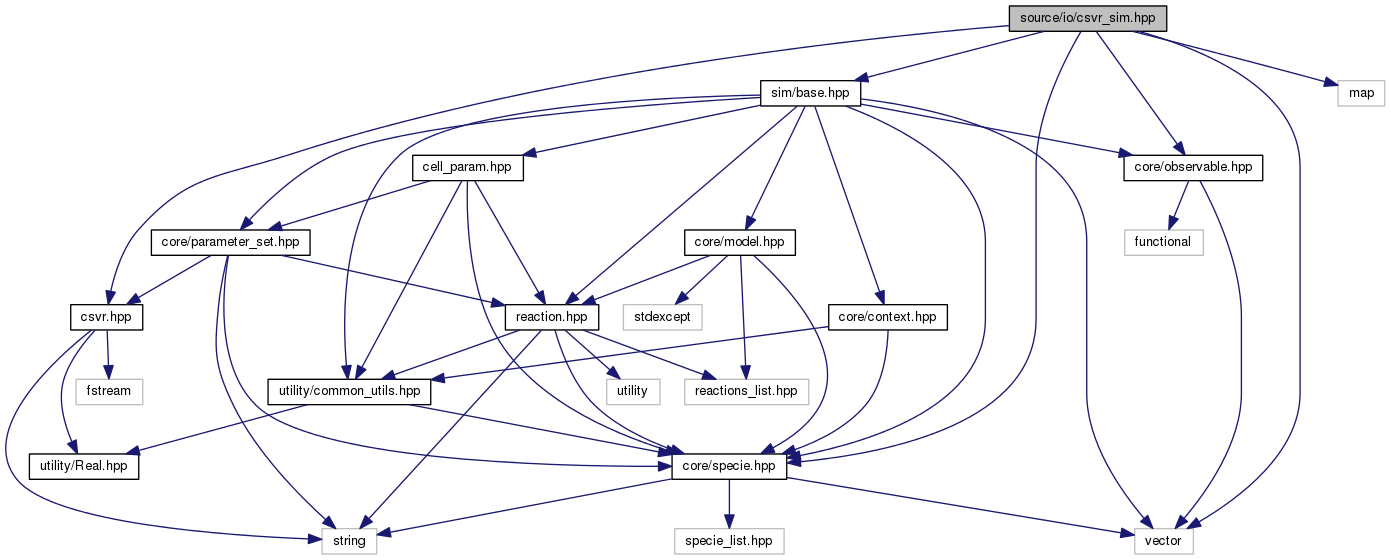 source/io/csvr_sim.hpp
sim/base.hpp
map
cell_param.hpp
core/observable.hpp
core/parameter_set.hpp
core/model.hpp
functional
csvr.hpp
reaction.hpp
stdexcept
core/context.hpp
fstream
utility/common_utils.hpp
utility
reactions_list.hpp
utility/Real.hpp
core/specie.hpp
string
specie_list.hpp
vector